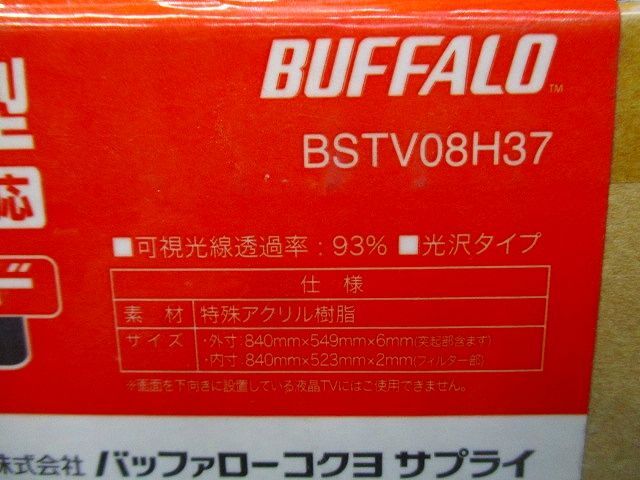 BUFFALO™
BSTV08H37
型
応
ド
■可視光線透過率：93% ■光沢タイプ
仕 様
素 材 特殊アクリル樹脂
サイズ ・外寸：840mm×549mm×6mm(突起部含ます)
・内寸：840mm×523mm×2mm(フィルター部)
※画面を下向きに設置している液晶TVにはご使用できません。
株式会社 バッファローコクヨ サプライ